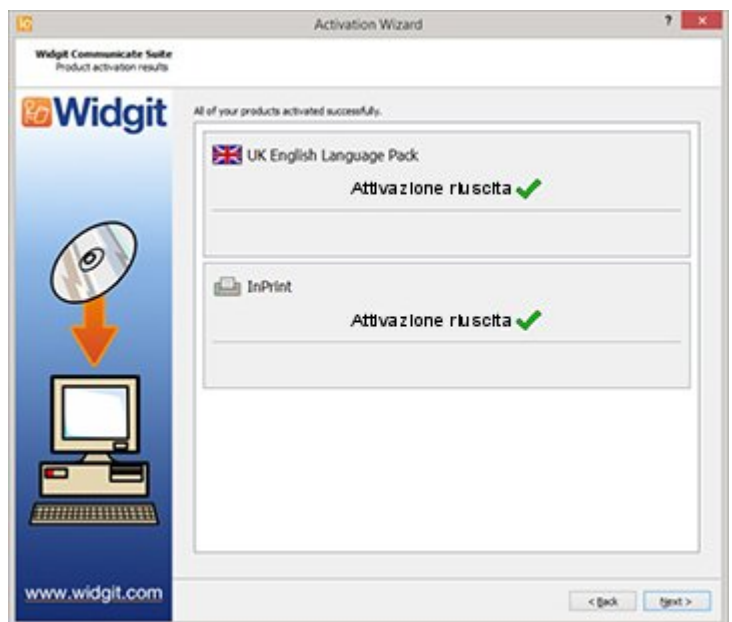 Activation Wizard
?
Widgit Communicate Suite
Product activation results
Widgit
All of your products activated successfully.
UK English Language Pack
Attivazione riuscita
InPrint
Attivazione riuscita
www.widgit.com
< Back
Next >